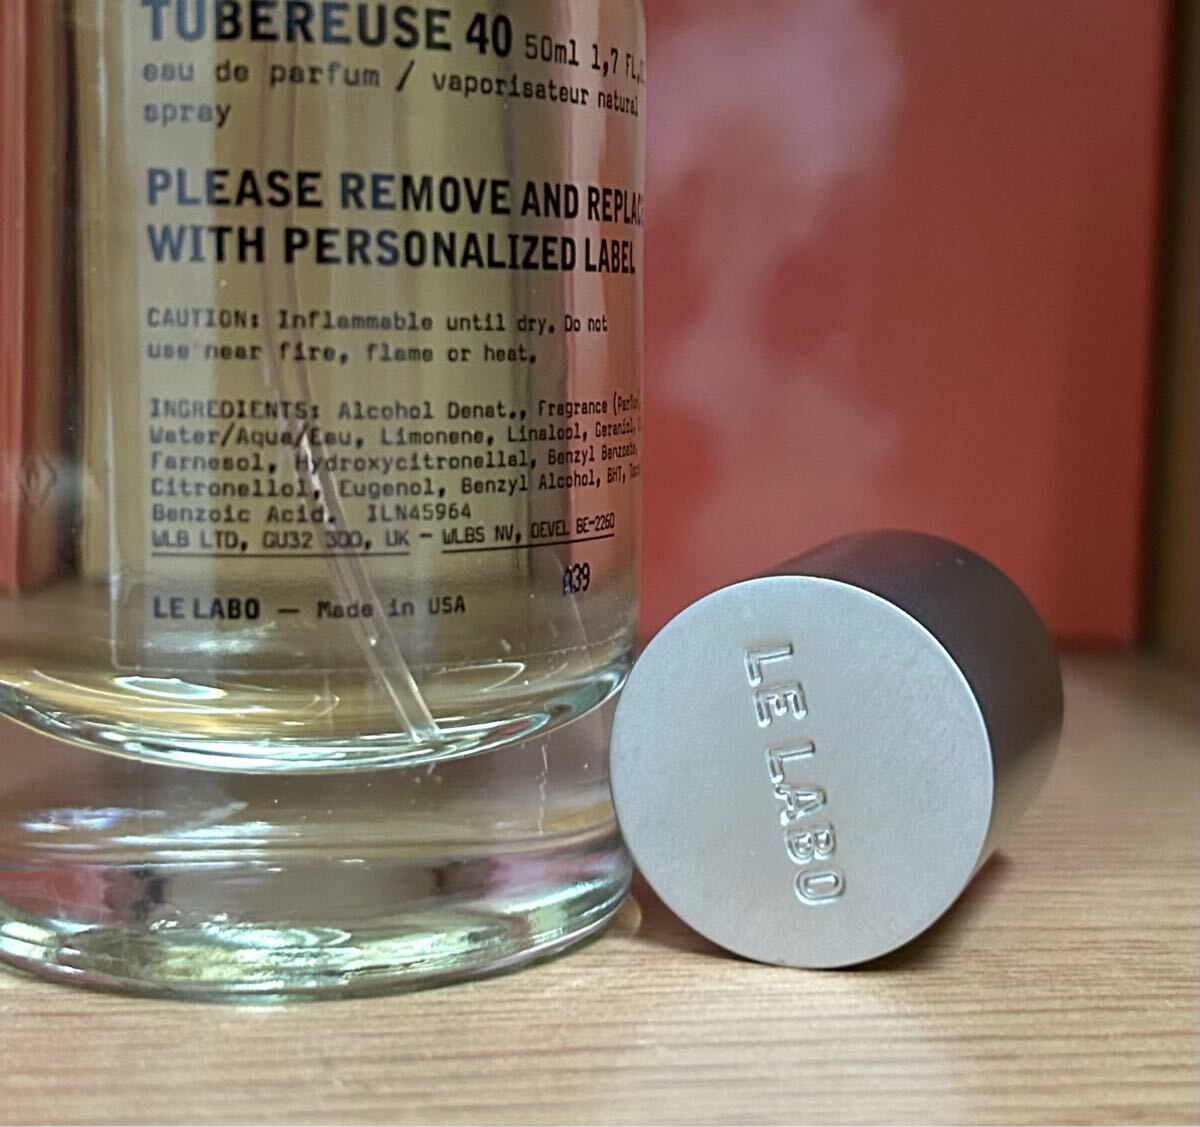 TUBEREUSE 40 50ml 1,7 FL.
eau de parfum / vaporisateur natural
spray
PLEASE REMOVE AND REPLAC
WITH PERSONALIZED LABEL
CAUTION: Inflammable until dry. Do not
use near fire, flame or heat.
INGREDIENTS: Alcohol Denat., Fragrance (Parfum
Water/Aqua/Eau, Limonene, Linalool, Geraniol,
Farnesol, Hydroxycitronellal, Benzyl Benzoate,
Citronellol, Eugenol, Benzyl Alcohol, BHT,
Benzoic Acid. ILN45964
WLB LTD, GU32 3QQ, UK - WLBS NV, DEVEL BE-2260
A39
LE LABO — Made in USA
LE LABO